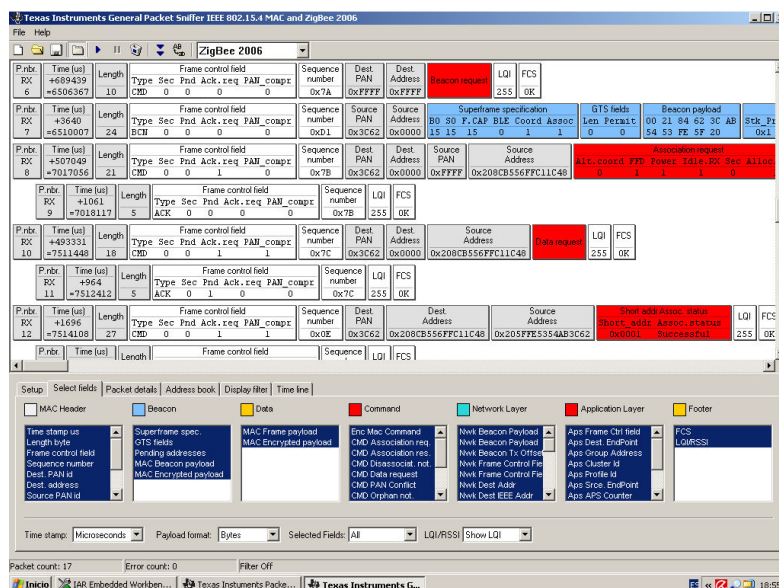 Texas Instruments General Packet Sniffer IEEE 802.15.4 MAC and ZigBee 2006
File Help
ZigBee 2006
P.nbr. Time (us) Length Frame control field Sequence number Dest. PAN Dest. Address Beacon request LQI FCS
RX +689439 Type Sec Pnd Ack.req PAN_compr
6 =6506367 10 CMD 0 0 0 0 0x7A 0xFFFF 0xFFFF 255 OK
P.nbr. Time (us) Length Frame control field Sequence number Source PAN Source Address Superframe specification GTS fields Beacon payload
RX +3640 Type Sec Pnd Ack.req PAN_compr BO SO F.CAP BLE Coord Assoc Len Permit 00 21 84 62 3C AB Stk_Pr
7 =6510007 24 BCN 0 0 0 0 0xD1 0x3C62 0x0000 15 15 15 0 1 1 0 0 54 53 FE 5F 20 0x1
P.nbr. Time (us) Length Frame control field Sequence number Dest. PAN Dest. Address Source PAN Source Address Association request
RX +507049 Type Sec Pnd Ack.req PAN_compr Alt.coord FFD Power Idle.RX Sec Alloc
8 =7017056 21 CMD 0 0 1 0 0x7B 0x3C62 0x0000 0xFFFF 0x208CB556FFC11C48 0 1 1 1 0
P.nbr. Time (us) Length Frame control field Sequence number LQI FCS
RX +1061 Type Sec Pnd Ack.req PAN_compr
9 =7018117 5 ACK 0 0 0 0 0x7B 255 OK
P.nbr. Time (us) Length Frame control field Sequence number Dest. PAN Dest. Address Source Address Data request LQI FCS
RX +493331 Type Sec Pnd Ack.req PAN_compr
10 =7511448 18 CMD 0 0 1 1 0x7C 0x3C62 0x0000 0x208CB556FFC11C48 255 OK
P.nbr. Time (us) Length Frame control field Sequence number LQI FCS
RX +964 Type Sec Pnd Ack.req PAN_compr
11 =7512412 5 ACK 0 1 0 0 0x7C 255 OK
P.nbr. Time (us) Length Frame control field Sequence number Dest. PAN Dest. Address Source Address Short addr Assoc. status LQI FCS
RX +1696 Type Sec Pnd Ack.req PAN_compr Short_addr Assoc.status
12 =7514108 27 CMD 0 0 1 1 0x0E 0x3C62 0x208CB556FFC11C48 0x205FFE5354AB3C62 0x0001 Successful 255 OK
P.nbr. Time (us) Length Frame control field Sequence LQI FCS
Setup Select fields Packet details Address book Display filter Time line
MAC Header Beacon Data Command Network Layer Application Layer Footer
Time stamp us Superframe spec. MAC Frame payload Enc Mac Command Nwk Beacon Payload Aps Frame Ctrl field FCS
Length byte GTS fields MAC Encrypted payload CMD Association req. Nwk Beacon Payload Aps Dest. EndPoint LQI/RSSI
Frame control field Pending addresses CMD Association res. Nwk Beacon Tx Offset Aps Group Address
Sequence number MAC Beacon payload CMD Disassociat. not. Nwk Frame Control Fie Aps Cluster Id
Dest. PAN id MAC Encrypted payload CMD Data request Nwk Frame Control Fie Aps Profile Id
Dest. address CMD PAN Conflict Nwk Dest Addr Aps Srce. EndPoint
Source PAN id CMD Orphan not. Nwk Dest IEEE Addr Aps APS Counter
Time stamp: Microseconds Payload format: Bytes Selected Fields: All LQI/RSSI Show LQI
Packet count: 17 Error count: 0 Filter Off
Inicio IAR Embedded Workben... Texas Instuments Packe... Texas Instruments G... ES « 18:55